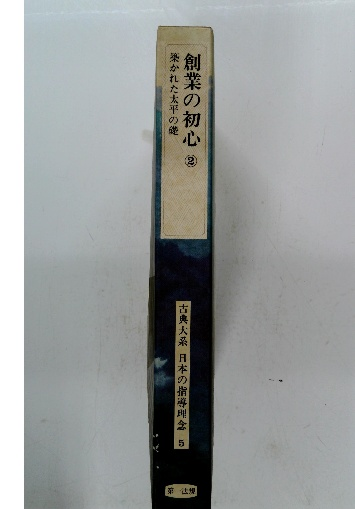 創業の初心 ②
築かれた太平の礎
古典大系 日本の指導理念 5
第一法規